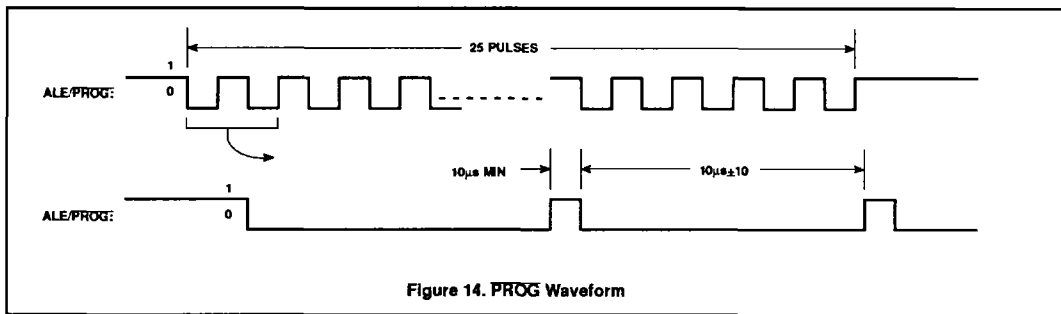 25 PULSES
1
ALE/PROG:
0
10µs MIN
10µs±10
1
ALE/PROG:
0
Figure 14. PROG Waveform